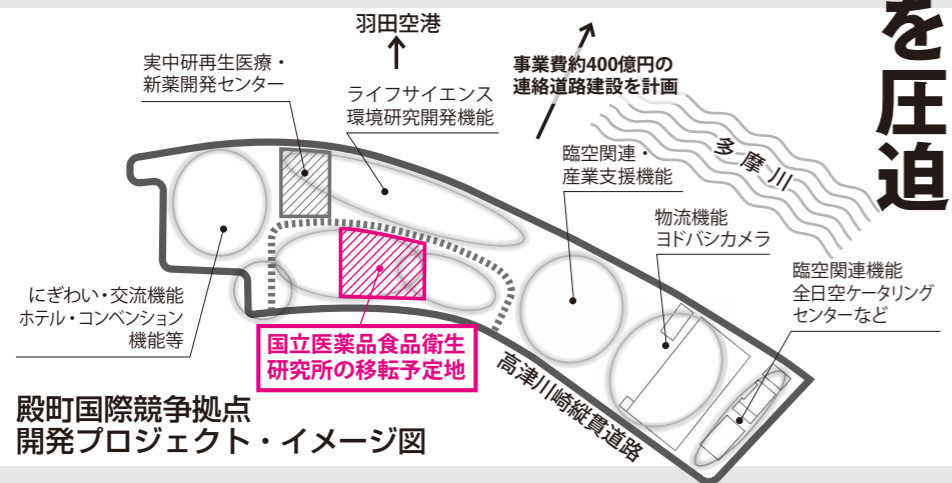 を圧迫
羽田空港
実中研再生医療・
新薬開発センター
ライフサイエンス
環境研究開発機能
事業費約400億円の
連絡道路建設を計画
多摩川
臨空関連・
産業支援機能
物流機能
ヨドバシカメラ
臨空関連機能
全日空ケータリング
センターなど
にぎわい・交流機能
ホテル・コンベンション
機能等
国立医薬品食品衛生
研究所の移転予定地
高津川崎縦貫道路
殿町国際競争拠点
開発プロジェクト・イメージ図